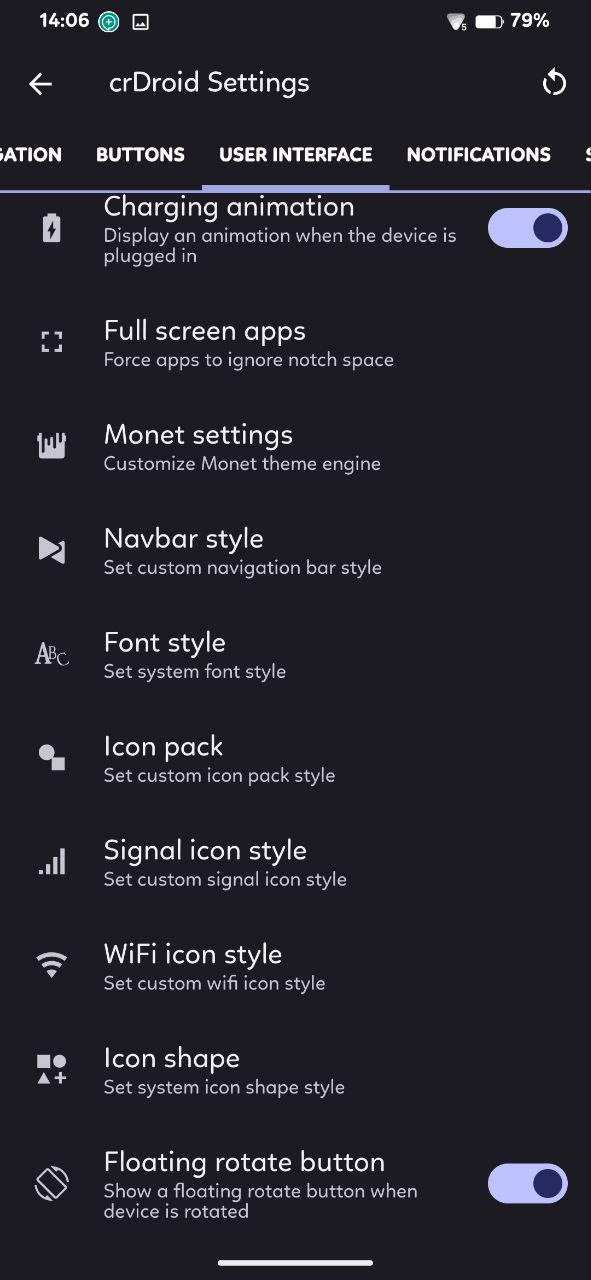 14:06 5 79%
crDroid Settings
GATION BUTTONS USER INTERFACE NOTIFICATIONS S
Charging animation
Display an animation when the device is
plugged in
Full screen apps
Force apps to ignore notch space
Monet settings
Customize Monet theme engine
Navbar style
Set custom navigation bar style
Font style
Set system font style
ABC
Icon pack
Set custom icon pack style
Signal icon style
Set custom signal icon style
WiFi icon style
Set custom wifi icon style
Icon shape
Set system icon shape style
Floating rotate button
Show a floating rotate button when
device is rotated